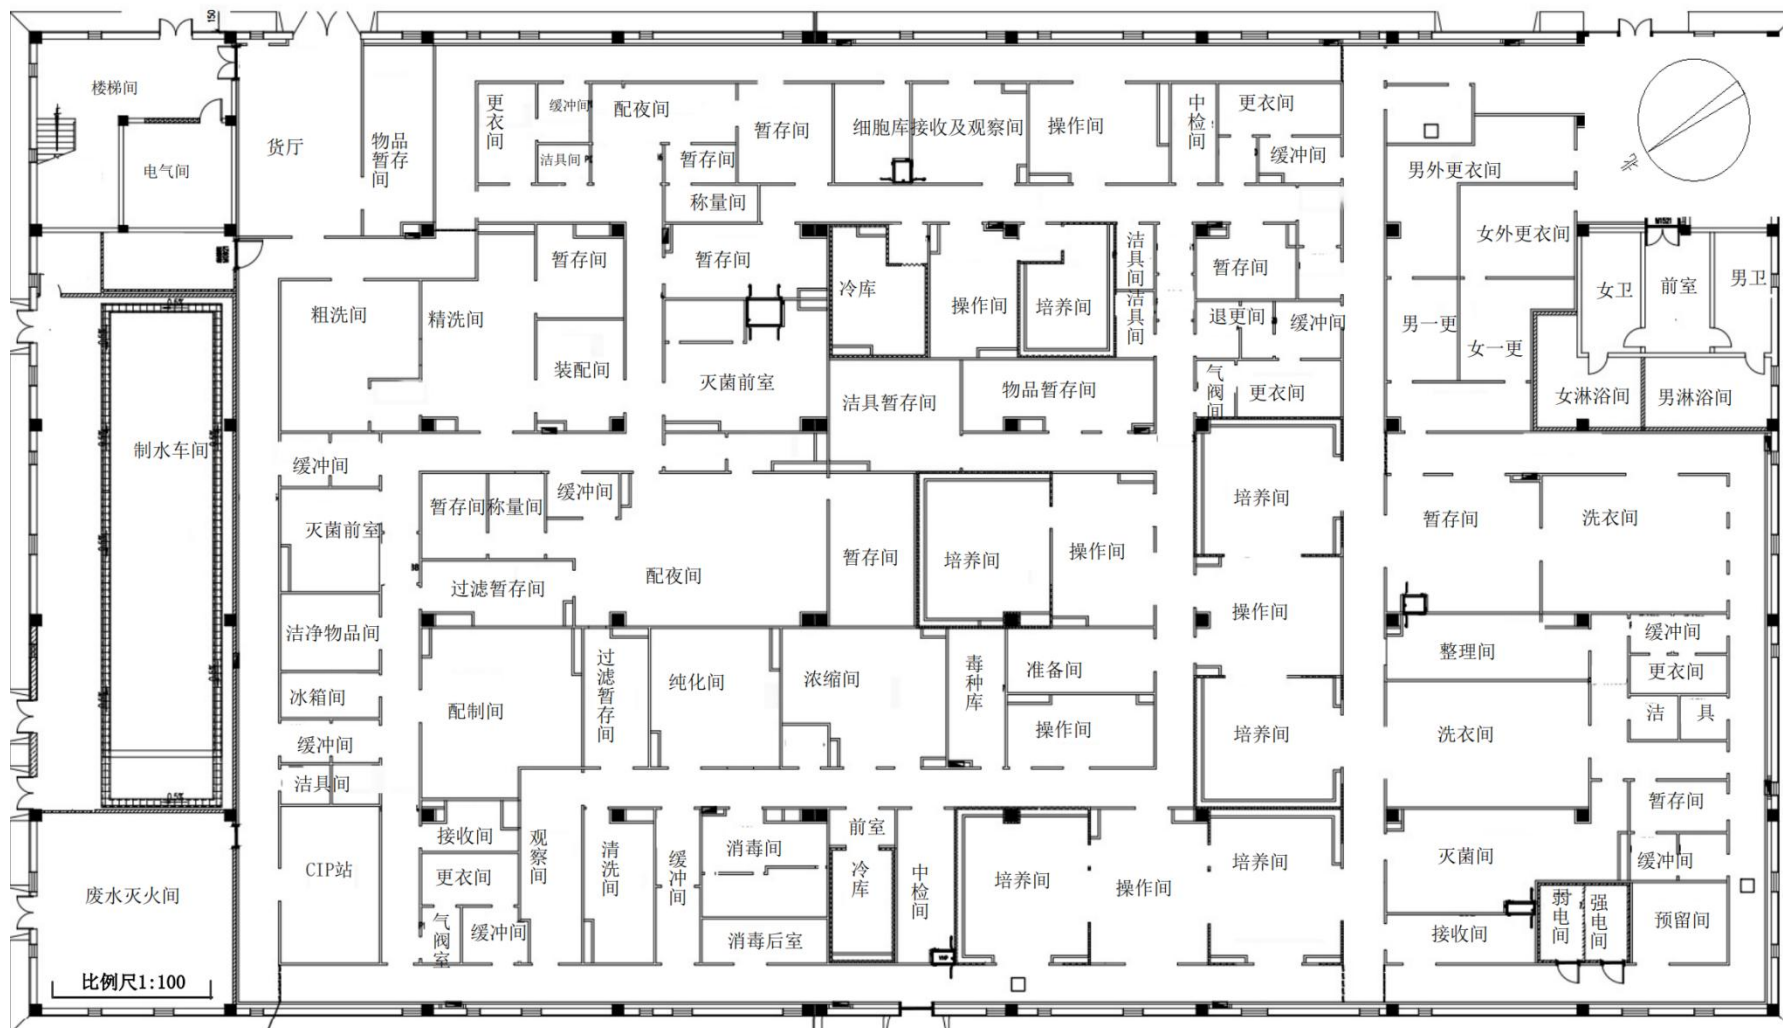 150
楼梯间
电气间
货厅
物品暂存间
更衣间
缓冲间
洁具间
配夜间
暂存间
称量间
暂存间
细胞库
接收及观察间
操作间
中检间
更衣间
缓冲间
男外更衣间
女外更衣间
北
女卫
前室
男卫
男一更
女一更
女淋浴间
男淋浴间
粗洗间
精洗间
暂存间
装配间
暂存间
灭菌前室
冷库
操作间
培养间
洁具间
洁具间
暂存间
退更间
缓冲间
气阀间
更衣间
洁具暂存间
物品暂存间
制水车间
缓冲间
灭菌前室
洁净物品间
冰箱间
缓冲间
洁具间
CIP站
暂存间
称量间
缓冲间
过滤暂存间
配夜间
暂存间
培养间
操作间
培养间
操作间
培养间
暂存间
洗衣间
整理间
缓冲间
更衣间
洗衣间
洁
具
暂存间
配制间
过滤暂存间
纯化间
浓缩间
毒种库
准备间
操作间
接收间
更衣间
气阀室
缓冲间
观察间
清洗间
缓冲间
消毒间
消毒后室
前室
冷库
中检间
培养间
操作间
培养间
灭菌间
缓冲间
接收间
弱电间
强电间
预留间
废水灭火间
比例尺1:100